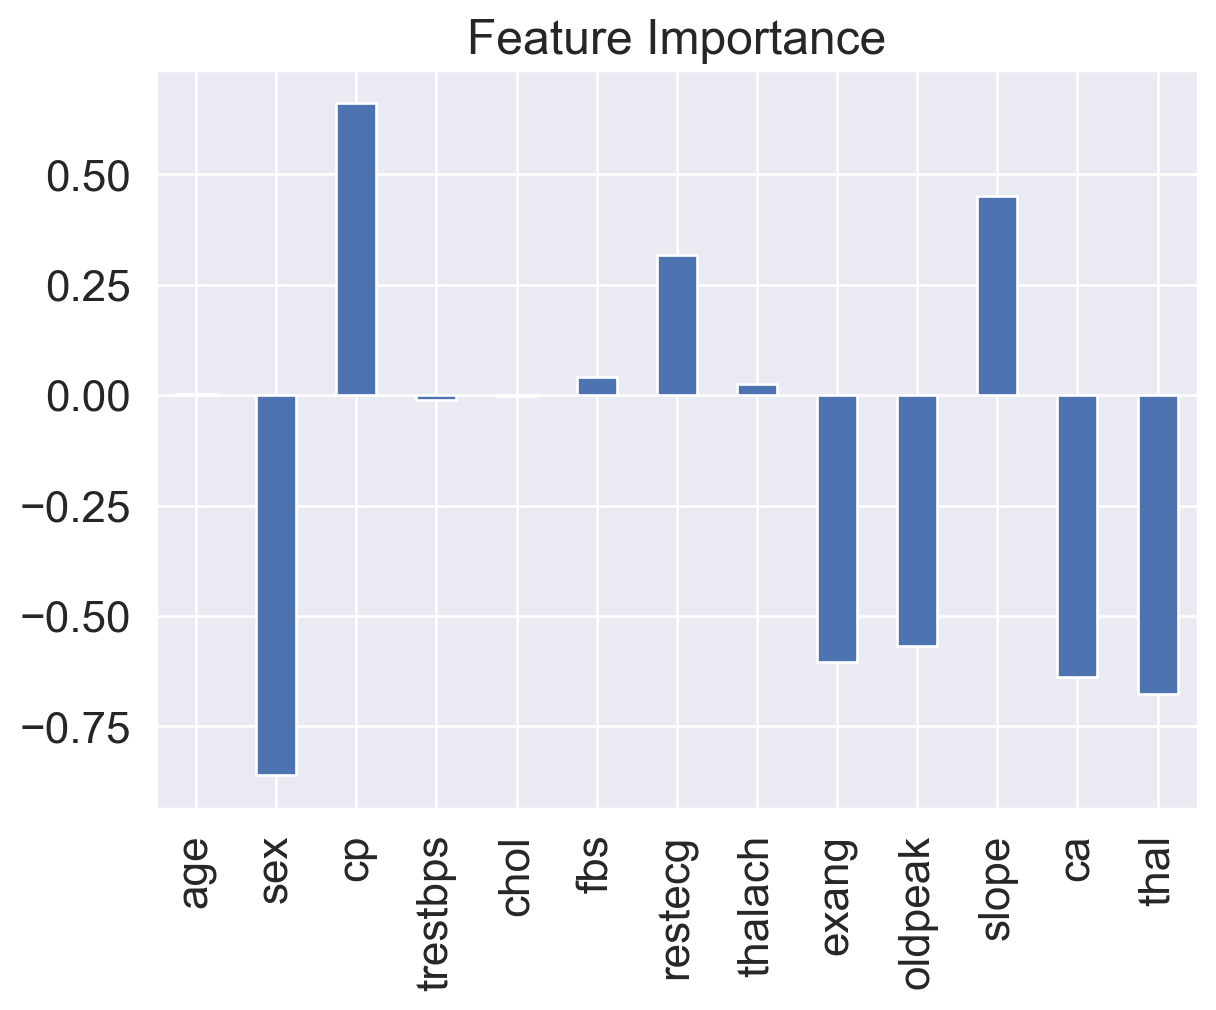 Feature Importance
0.50
0.25
0.00
−0.25
−0.50
−0.75
age
sex
cp
trestbps
chol
fbs
restecg
thalach
exang
oldpeak
slope
ca
thal